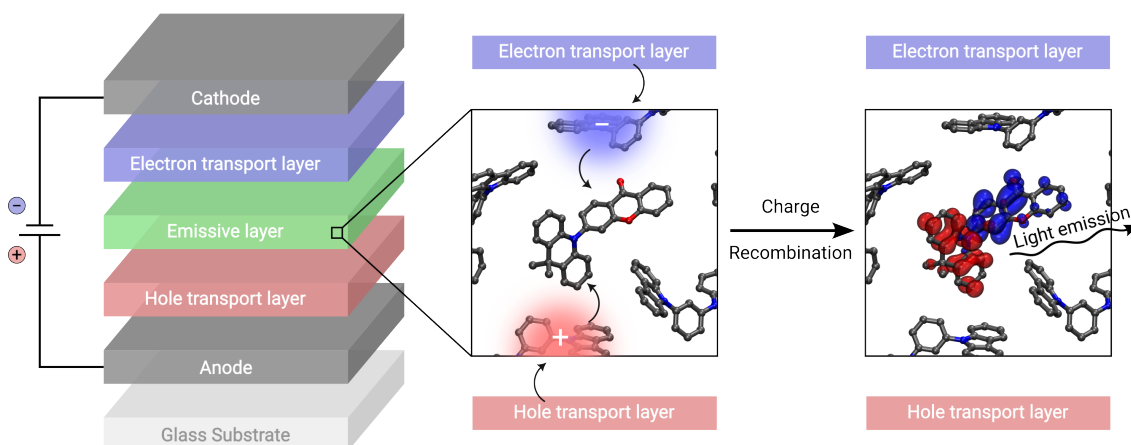 Cathode
Electron transport layer
Emissive layer
Hole transport layer
Anode
Glass Substrate
−
+
Electron transport layer
−
+
Hole transport layer
Charge
Recombination
Electron transport layer
Light emission
Hole transport layer